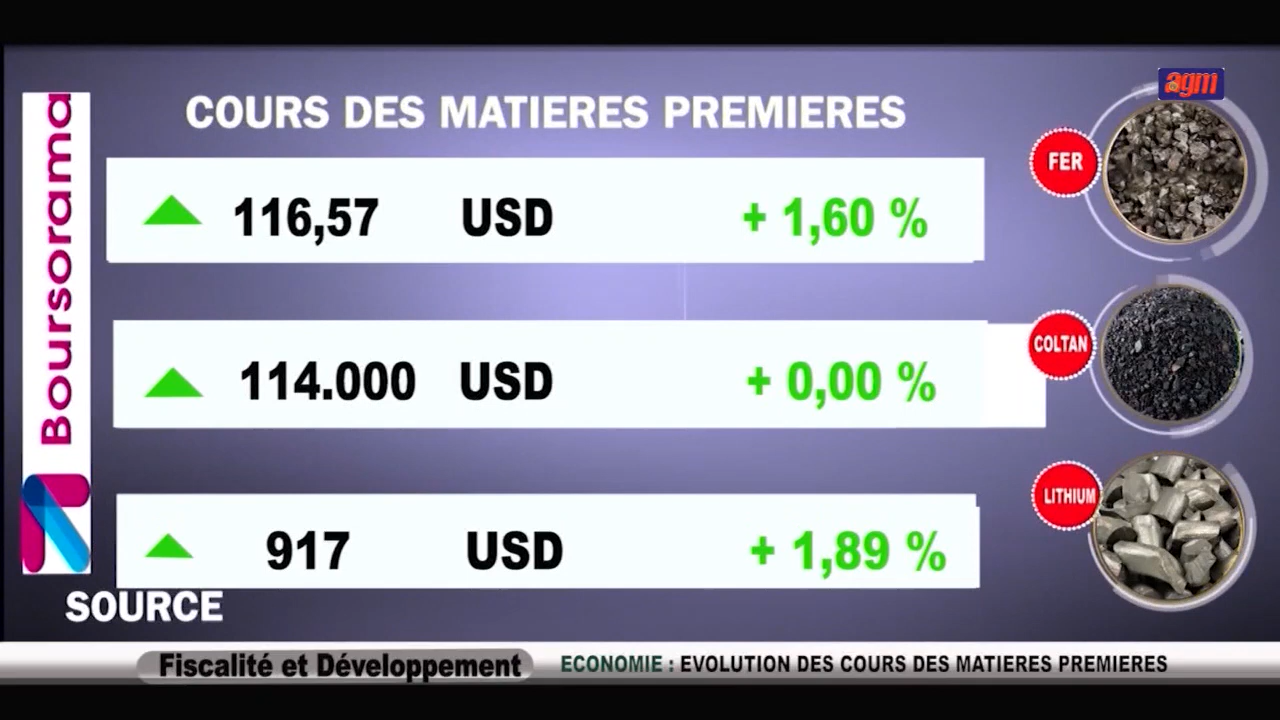 agm
COURS DES MATIERES PREMIERES
Boursorama
116,57 USD + 1,60 %
FER
114.000 USD + 0,00 %
COLTAN
917 USD + 1,89 %
LITHIUM
SOURCE
Fiscalité et Développement
ECONOMIE : EVOLUTION DES COURS DES MATIERES PREMIERES